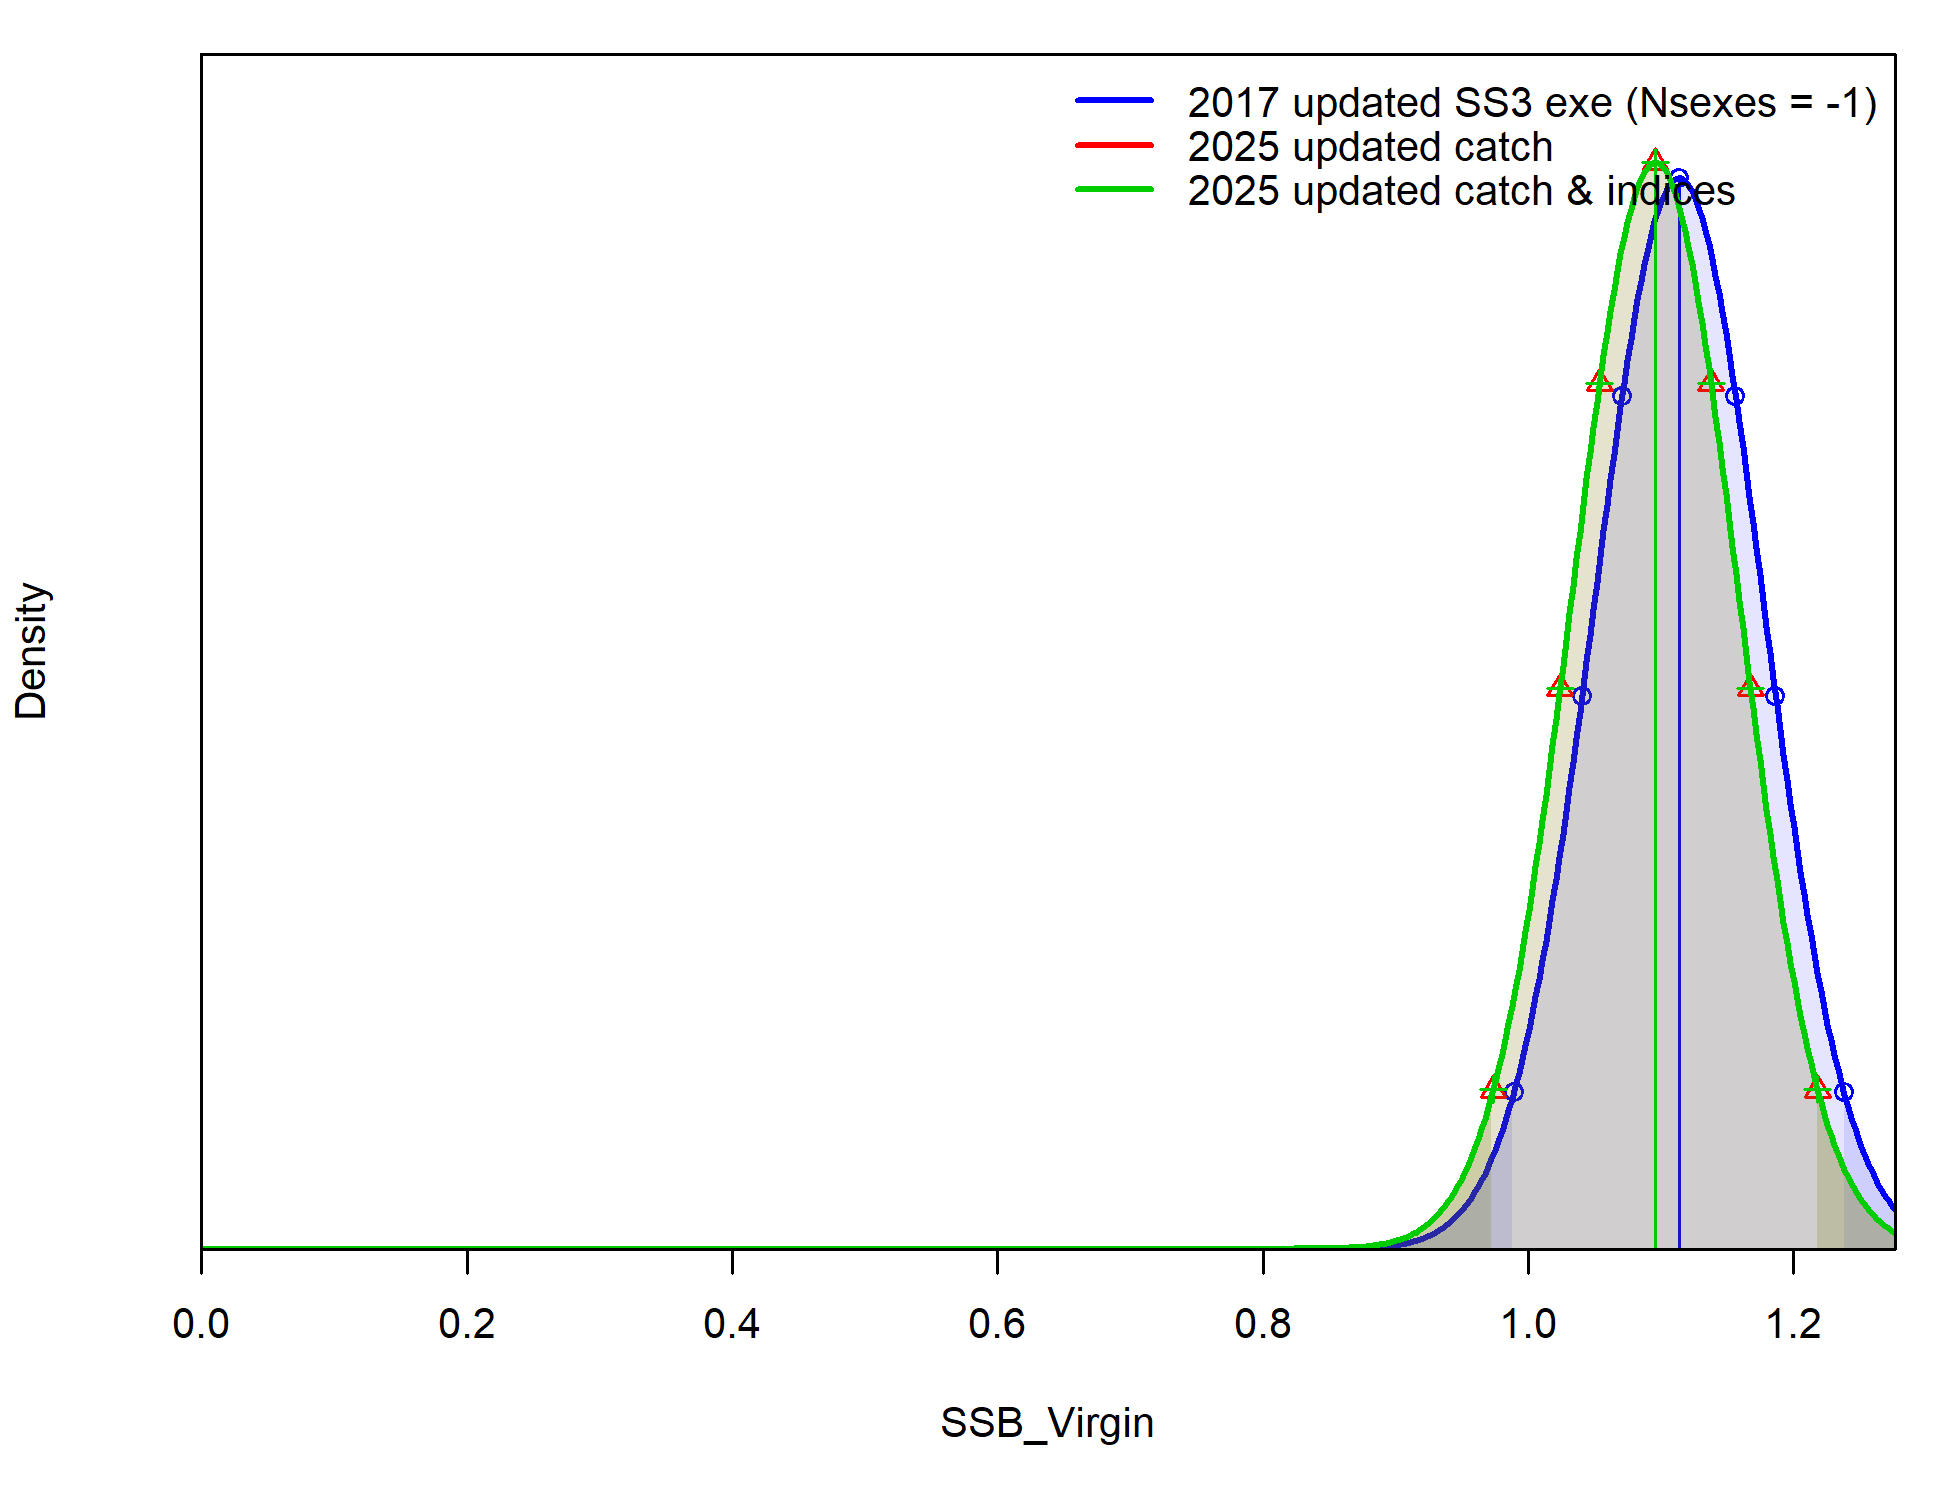 2017 updated SS3 exe (Nsexes = -1)
2025 updated catch
2025 updated catch & indices
Density
0.0 0.2 0.4 0.6 0.8 1.0 1.2
SSB_Virgin